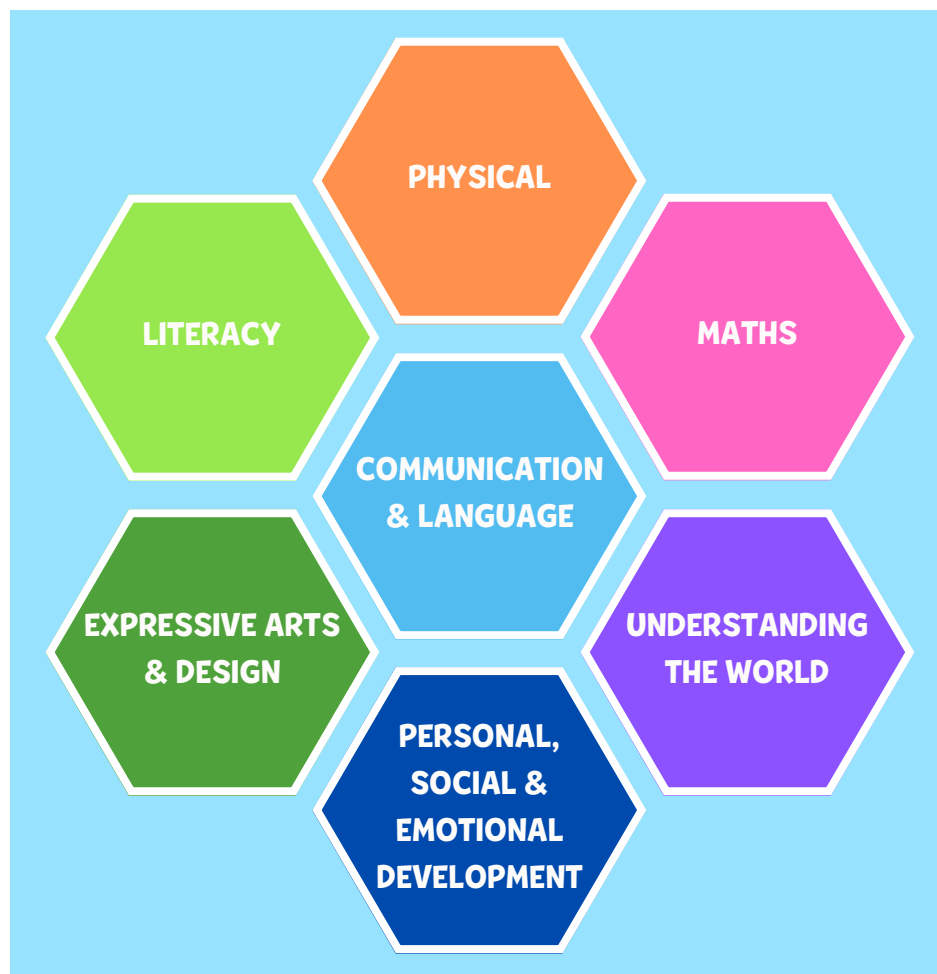 PHYSICAL
LITERACY
MATHS
COMMUNICATION
& LANGUAGE
EXPRESSIVE ARTS
& DESIGN
UNDERSTANDING
THE WORLD
PERSONAL,
SOCIAL &
EMOTIONAL
DEVELOPMENT